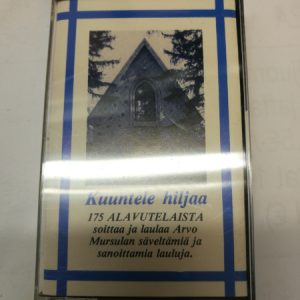 Kuuntele hiljaa
175 ALAVUTELAISTA
soittaa ja laulaa Arvo
Mursulan säveltämiä ja
sanoittamia lauluja.